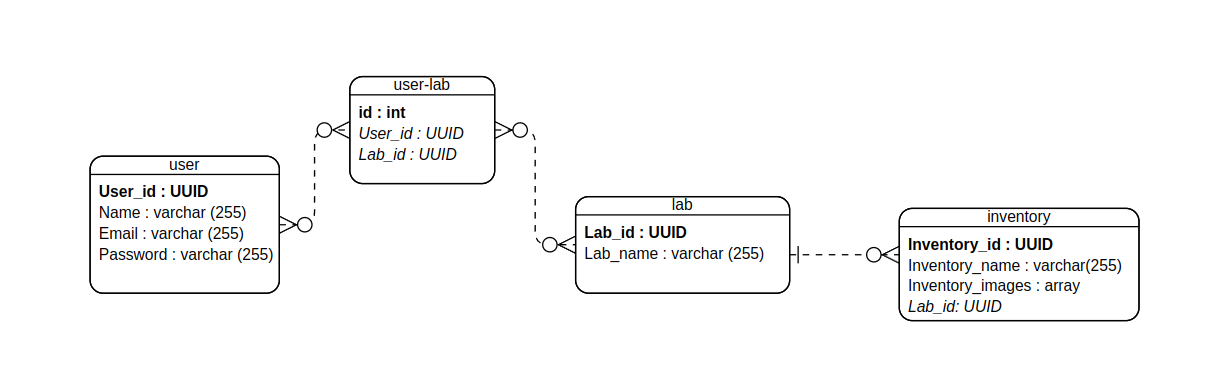 user-lab
id : int
User_id : UUID
Lab_id : UUID
user
User_id : UUID
Name : varchar (255)
Email : varchar (255)
Password : varchar (255)
lab
Lab_id : UUID
Lab_name : varchar (255)
inventory
Inventory_id : UUID
Inventory_name : varchar(255)
Inventory_images : array
Lab_id: UUID